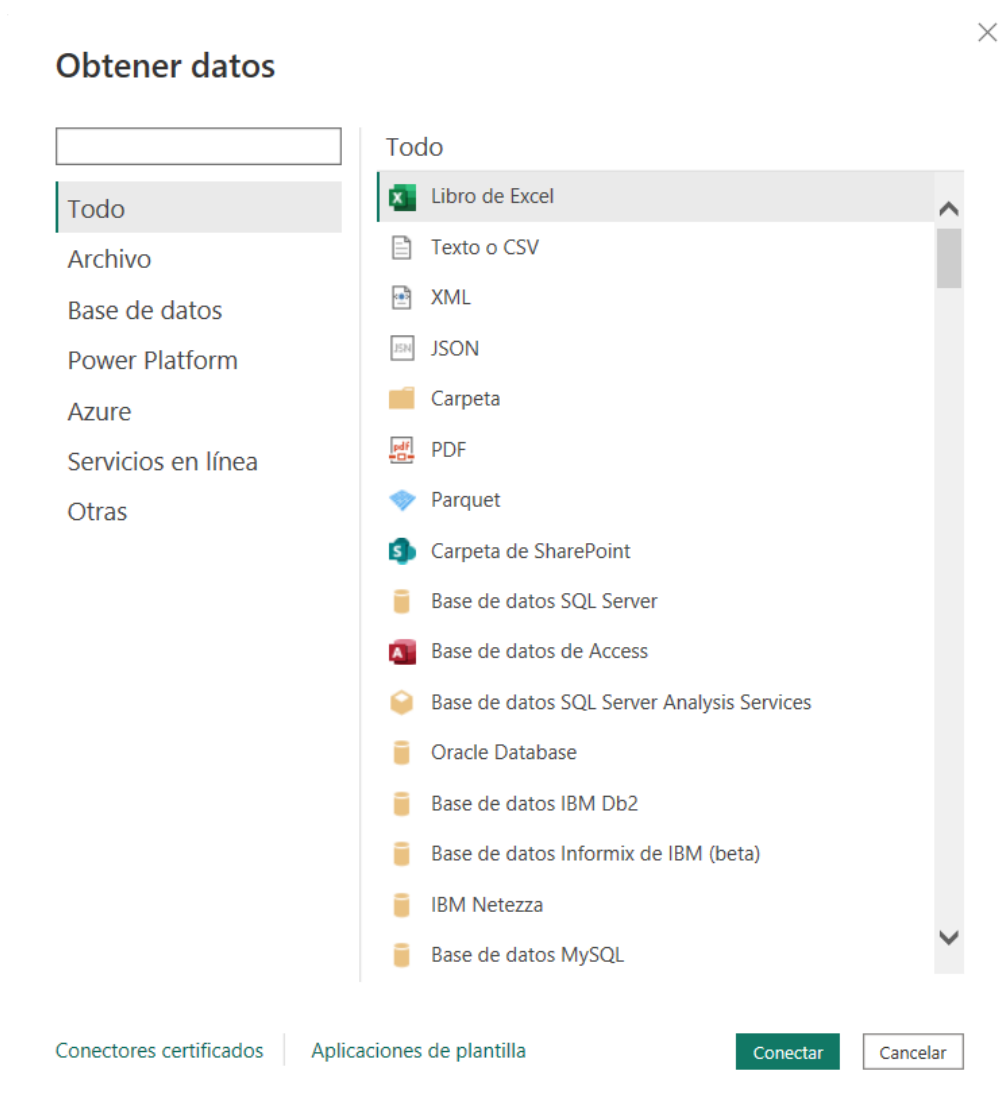 Obtener datos
Todo
Archivo
Base de datos
Power Platform
Azure
Servicios en línea
Otras
Todo
Libro de Excel
Texto o CSV
XML
JSN
JSON
Carpeta
pdf
PDF
Parquet
S
Carpeta de SharePoint
Base de datos SQL Server
A
Base de datos de Access
Base de datos SQL Server Analysis Services
Oracle Database
Base de datos IBM Db2
Base de datos Informix de IBM (beta)
IBM Netezza
Base de datos MySQL
Conectores certificados
Aplicaciones de plantilla
Conectar
Cancelar